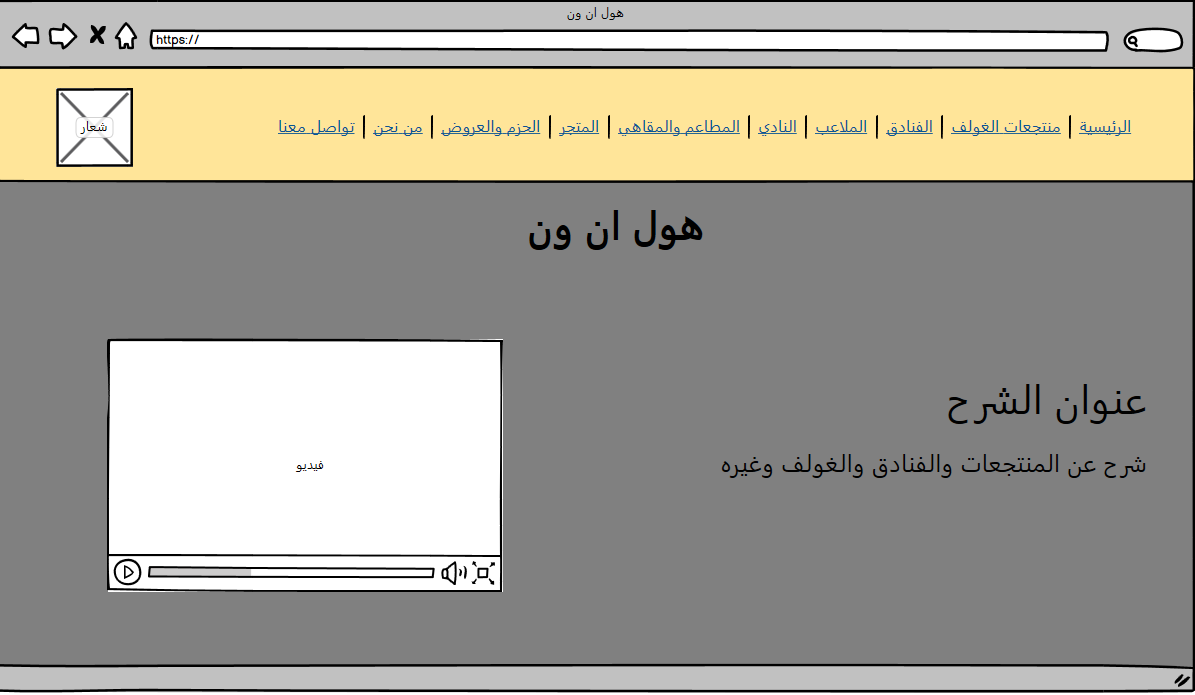 هول ان ون
https://
الرئيسية | منتجعات الغولف | الفنادق | الملاعب | النادي | المطاعم والمقاهي | المتجر | الحزم والعروض | من نحن | تواصل معنا
شعار
هول ان ون
عنوان الشرح
شرح عن المنتجعات والفنادق والغولف وغيره
فيديو